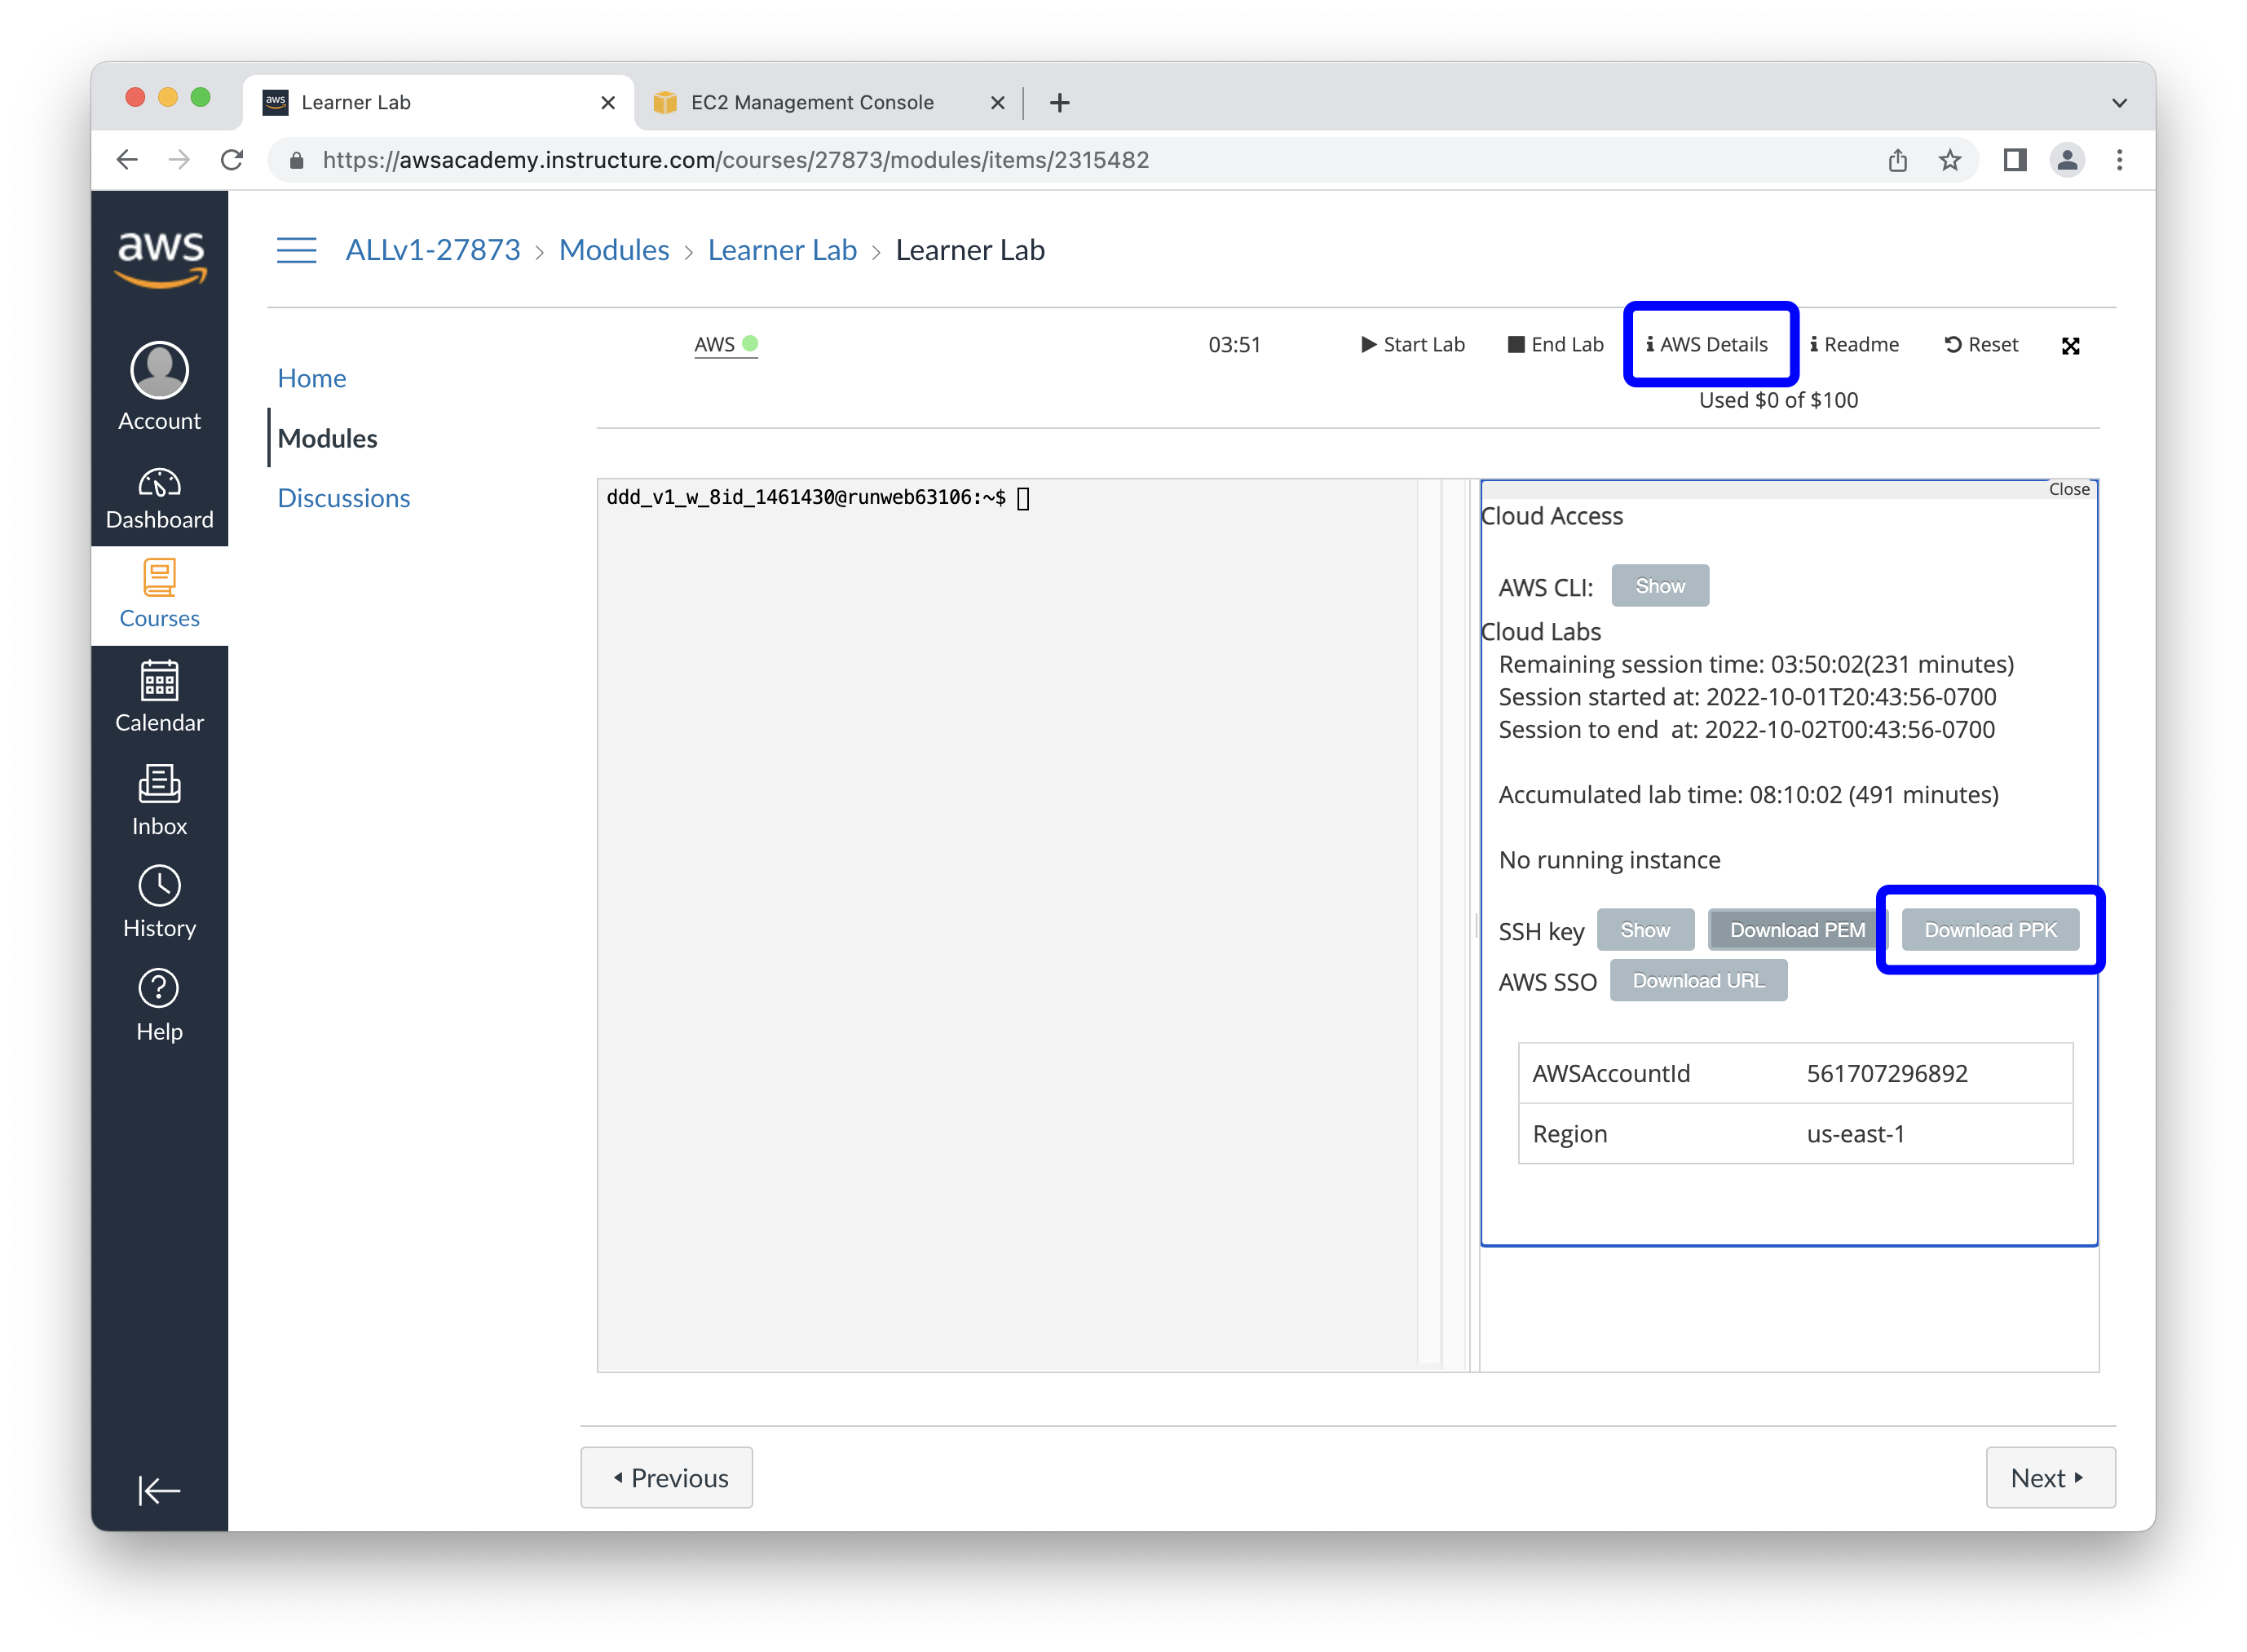 aws Learner Lab
EC2 Management Console
https://awsacademy.instructure.com/courses/27873/modules/items/2315482
aws
Account
Dashboard
Courses
Calendar
Inbox
History
Help
ALLv1-27873 > Modules > Learner Lab > Learner Lab
Home
Modules
Discussions
AWS
03:51
Start Lab
End Lab
i AWS Details
i Readme
Reset
Used $0 of $100
ddd_v1_w_8id_1461430@runweb63106:~$
Close
Cloud Access
AWS CLI: Show
Cloud Labs
Remaining session time: 03:50:02(231 minutes)
Session started at: 2022-10-01T20:43:56-0700
Session to end at: 2022-10-02T00:43:56-0700
Accumulated lab time: 08:10:02 (491 minutes)
No running instance
SSH key Show Download PEM Download PPK
AWS SSO Download URL
AWSAccountId 561707296892
Region us-east-1
Previous
Next